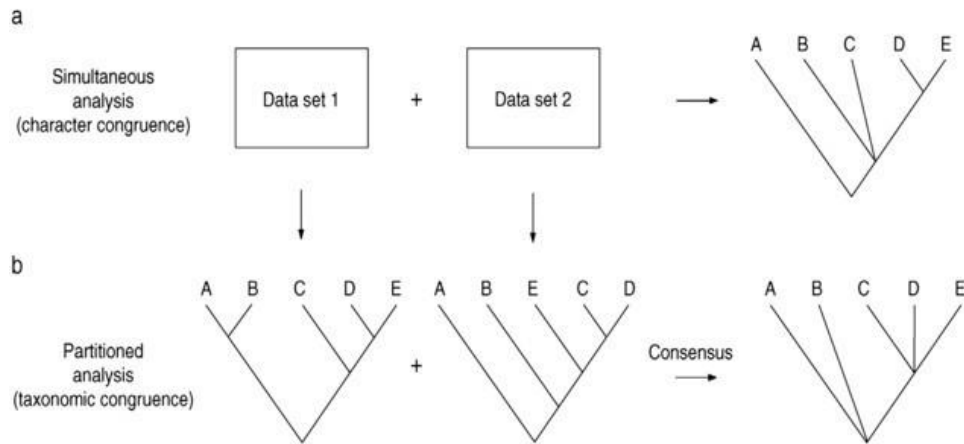 a
Simultaneous
analysis
(character congruence)
Data set 1
+
Data set 2
A B C D E
b
A B C D E
A B E C D
A B C D E
Partitioned
analysis
(taxonomic congruence)
+
Consensus